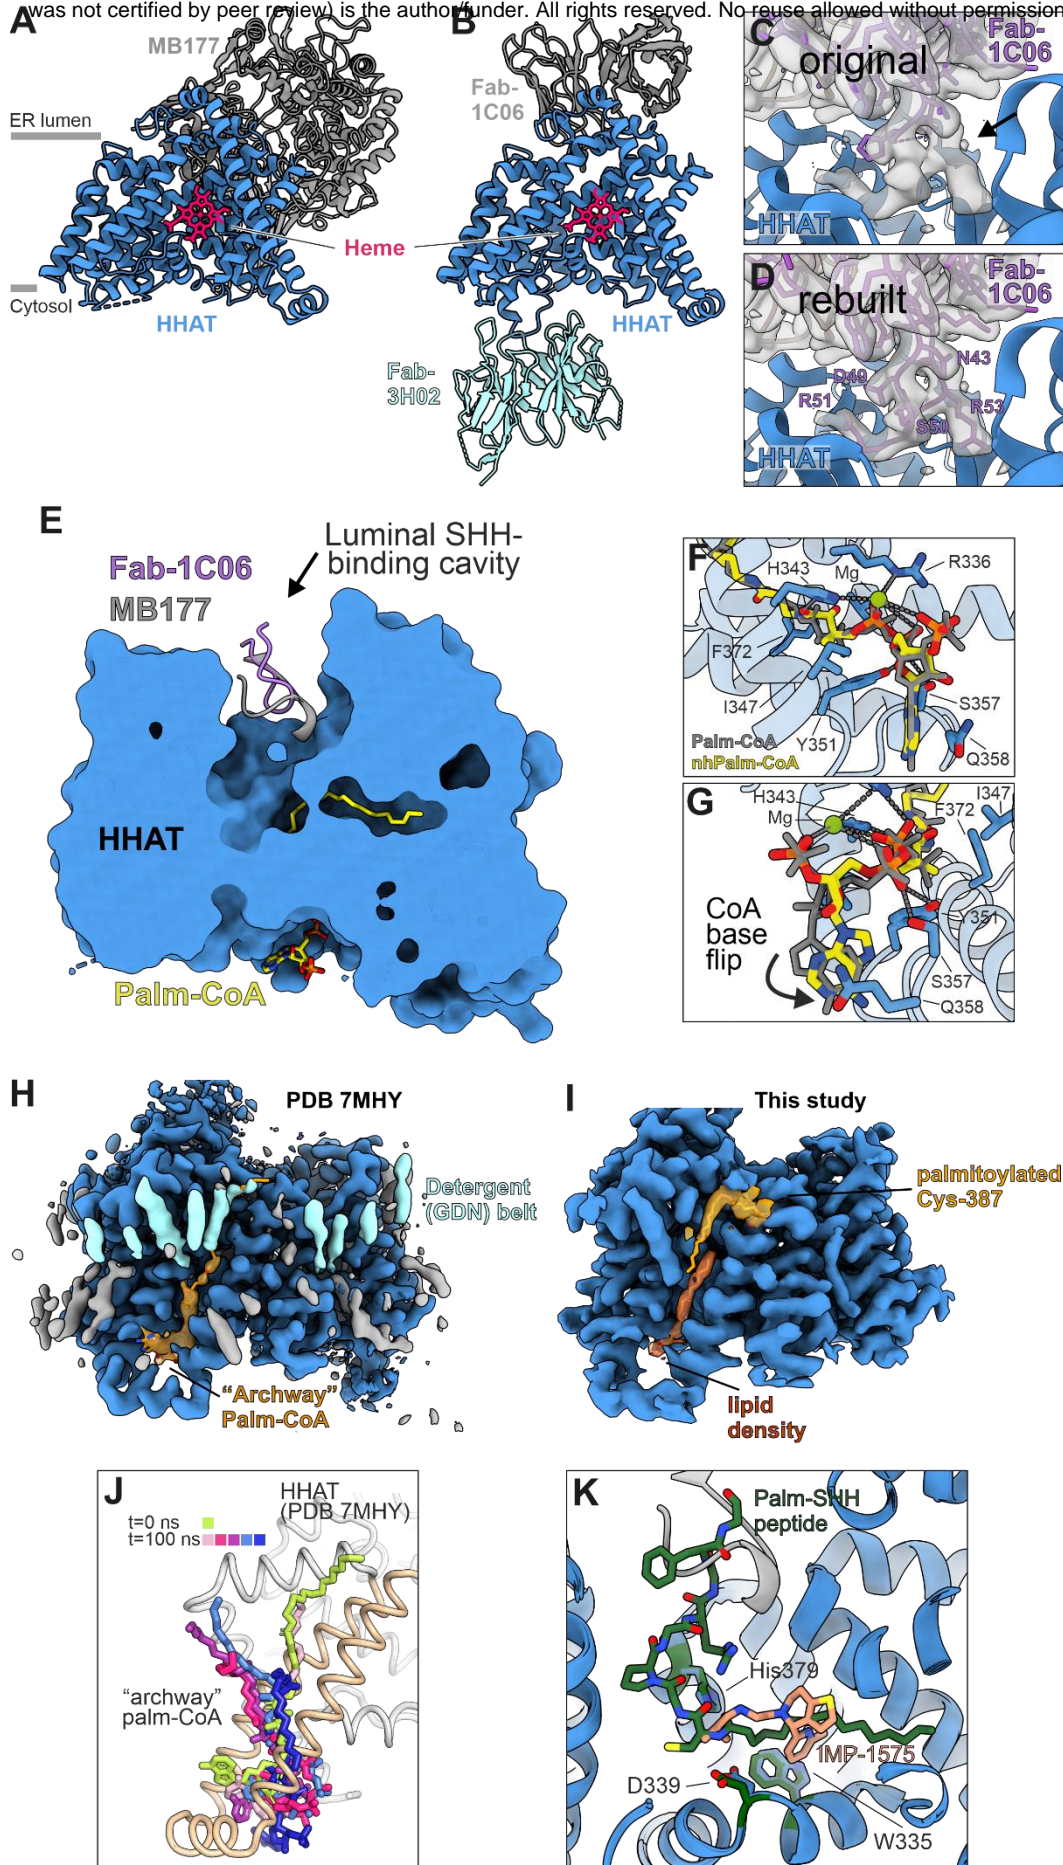 was not certified by peer review) is the author/funder. All rights reserved. No reuse allowed without permission
A
MB177
ER lumen
Cytosol
HHAT
Heme
B
Fab-
1C06
HHAT
Fab-
3H02
C
original
Fab-
1C06
HHAT
D
rebuilt
Fab-
1C06
N43
D49
R51
R53
S50
HHAT
E
Fab-1C06
MB177
Luminal SHH-
binding cavity
HHAT
Palm-CoA
F
H343
Mg
R336
F372
I347
Y351
S357
Q358
Palm-CoA
nhPalm-CoA
G
H343
Mg
I347
F372
CoA
base
flip
Y351
S357
Q358
H
PDB 7MHY
Detergent
(GDN) belt
"Archway"
Palm-CoA
I
This study
palmitoylated
Cys-387
lipid
density
J
HHAT
(PDB 7MHY)
t=0 ns
t=100 ns
"archway"
palm-CoA
K
Palm-SHH
peptide
His379
IMP-1575
D339
W335